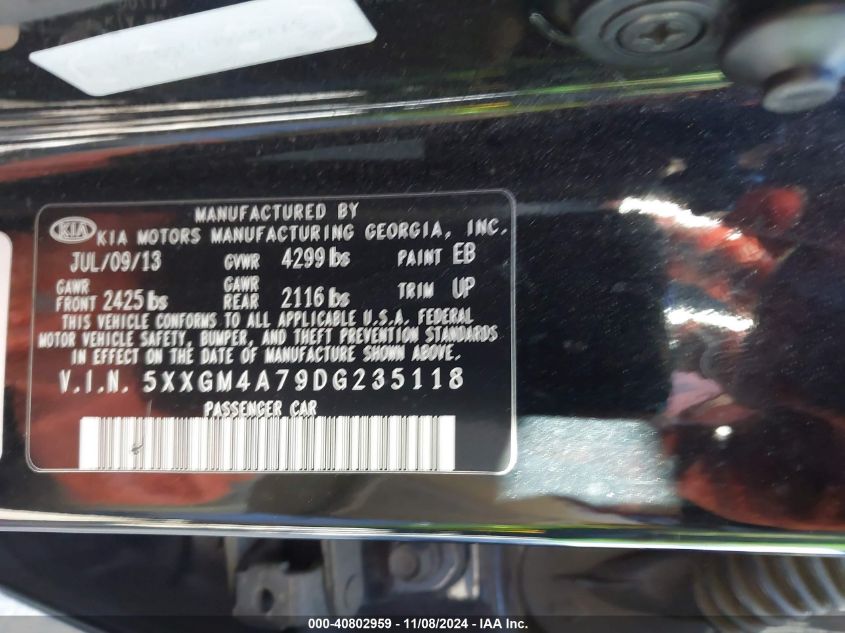 MANUFACTURED BY
KIA KIA MOTORS MANUFACTURING GEORGIA, INC.
JUL/09/13 GVWR 4299 lbs PAINT EB
GAWR FRONT 2425 lbs GAWR REAR 2116 lbs TRIM UP
THIS VEHICLE CONFORMS TO ALL APPLICABLE U.S.A. FEDERAL
MOTOR VEHICLE SAFETY, BUMPER, AND THEFT PREVENTION STANDARDS
IN EFFECT ON THE DATE OF MANUFACTURE SHOWN ABOVE.
V.I.N. 5XXGM4A79DG235118
PASSENGER CAR
000-40802959 | 11/08/2024 - IAA Inc.